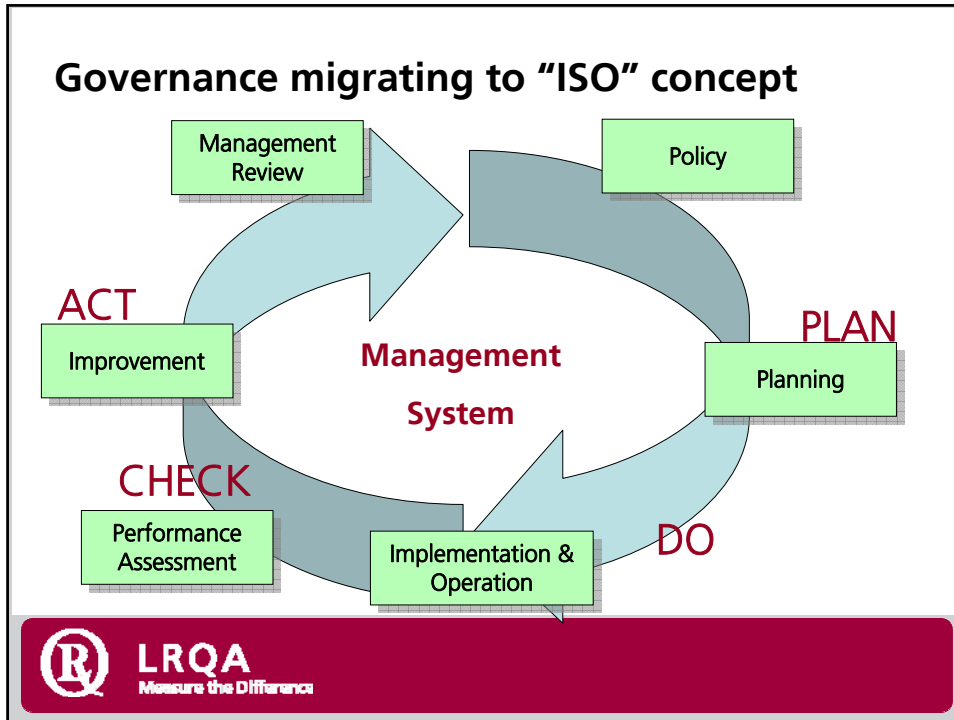 Governance migrating to “ISO” concept
Management
Review
Policy
ACT
PLAN
Improvement
Management
System
Planning
CHECK
DO
Performance
Assessment
Implementation &
Operation
LRQA
Measure the Difference